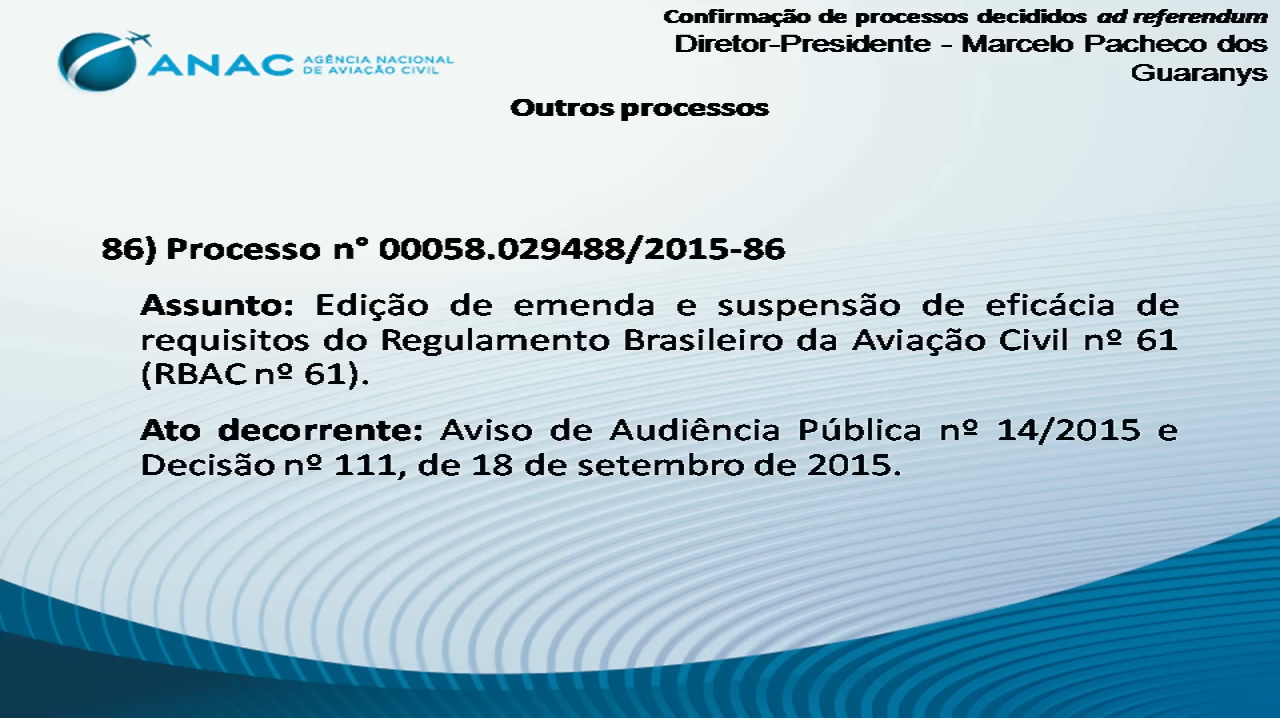 Confirmação de processos decididos ad referendum
Diretor-Presidente - Marcelo Pacheco dos
Guaranys
ANAC AGÊNCIA NACIONAL
DE AVIAÇÃO CIVIL
Outros processos
86) Processo n° 00058.029488/2015-86
Assunto: Edição de emenda e suspensão de eficácia de
requisitos do Regulamento Brasileiro da Aviação Civil nº 61
(RBAC nº 61).
Ato decorrente: Aviso de Audiência Pública nº 14/2015 e
Decisão nº 111, de 18 de setembro de 2015.